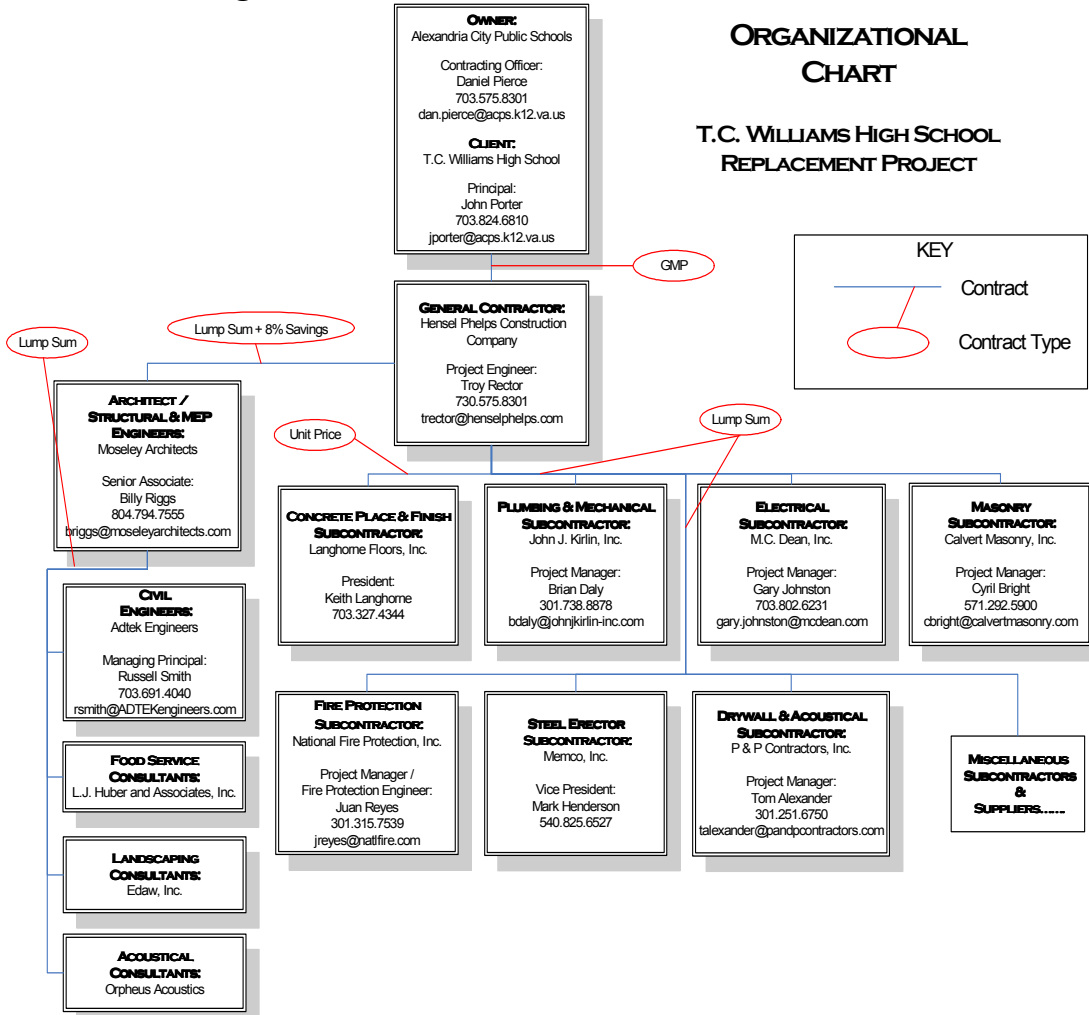 OWNER:
Alexandria City Public Schools
Contracting Officer:
Daniel Pierce
703.575.8301
dan.pierce@acps.k12.va.us
CLIENT:
T.C. Williams High School
Principal:
John Porter
703.824.6810
jporter@acps.k12.va.us
ORGANIZATIONAL
CHART
T.C. WILLIAMS HIGH SCHOOL
REPLACEMENT PROJECT
KEY
Contract
Contract Type
GMP
GENERAL CONTRACTOR:
Hensel Phelps Construction
Company
Project Engineer:
Troy Rector
730.575.8301
trector@henselphelps.com
Lump Sum + 8% Savings
Lump Sum
ARCHITECT /
STRUCTURAL & MEP
ENGINEERS:
Moseley Architects
Senior Associate:
Billy Riggs
804.794.7555
briggs@moseleyarchitects.com
Unit Price
Lump Sum
CONCRETE PLACE & FINISH
SUBCONTRACTOR:
Langhorne Floors, Inc.
President:
Keith Langhorne
703.327.4344
PLUMBING & MECHANICAL
SUBCONTRACTOR:
John J. Kirlin, Inc.
Project Manager:
Brian Daly
301.738.8878
bdaly@johnjkirlin-inc.com
ELECTRICAL
SUBCONTRACTOR:
M.C. Dean, Inc.
Project Manager:
Gary Johnston
703.802.6231
gary.johnston@mcdean.com
MASONRY
SUBCONTRACTOR:
Calvert Masonry, Inc.
Project Manager:
Cyril Bright
571.292.5900
cbright@calvertmasonry.com
CIVIL
ENGINEERS:
Adtek Engineers
Managing Principal:
Russell Smith
703.691.4040
rsmith@ADTEKengineers.com
FOOD SERVICE
CONSULTANTS:
L.J. Huber and Associates, Inc.
LANDSCAPING
CONSULTANTS:
Edaw, Inc.
ACOUSTICAL
CONSULTANTS:
Orpheus Acoustics
FIRE PROTECTION
SUBCONTRACTOR:
National Fire Protection, Inc.
Project Manager /
Fire Protection Engineer:
Juan Reyes
301.315.7539
jreyes@natlfire.com
STEEL ERECTOR
SUBCONTRACTOR:
Memco, Inc.
Vice President:
Mark Henderson
540.825.6527
DRYWALL & ACOUSTICAL
SUBCONTRACTOR:
P & P Contractors, Inc.
Project Manager:
Tom Alexander
301.251.6750
talexander@pandpcontractors.com
MISCELLANEOUS
SUBCONTRACTORS
&
SUPPLIERS......